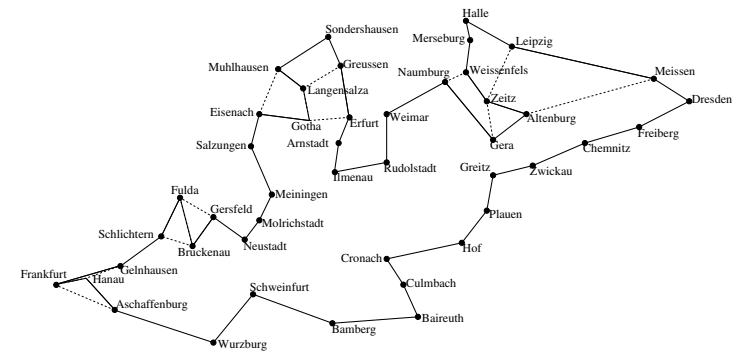 Halle
Sondershausen
Merseburg
Leipzig
Muhlhausen
Greussen
Naumburg
Weissenfels
Meissen
Langensalza
Zeitz
Dresden
Eisenach
Gotha
Erfurt
Weimar
Altenburg
Freiberg
Salzungen
Arnstadt
Gera
Chemnitz
Ilmenau
Rudolstadt
Greitz
Zwickau
Fulda
Meiningen
Gersfeld
Molrichstadt
Plauen
Schlichtern
Bruckenau
Neustadt
Hof
Cronach
Frankfurt
Gelnhausen
Hanau
Culmbach
Schweinfurt
Aschaffenburg
Bamberg
Baireuth
Wurzburg